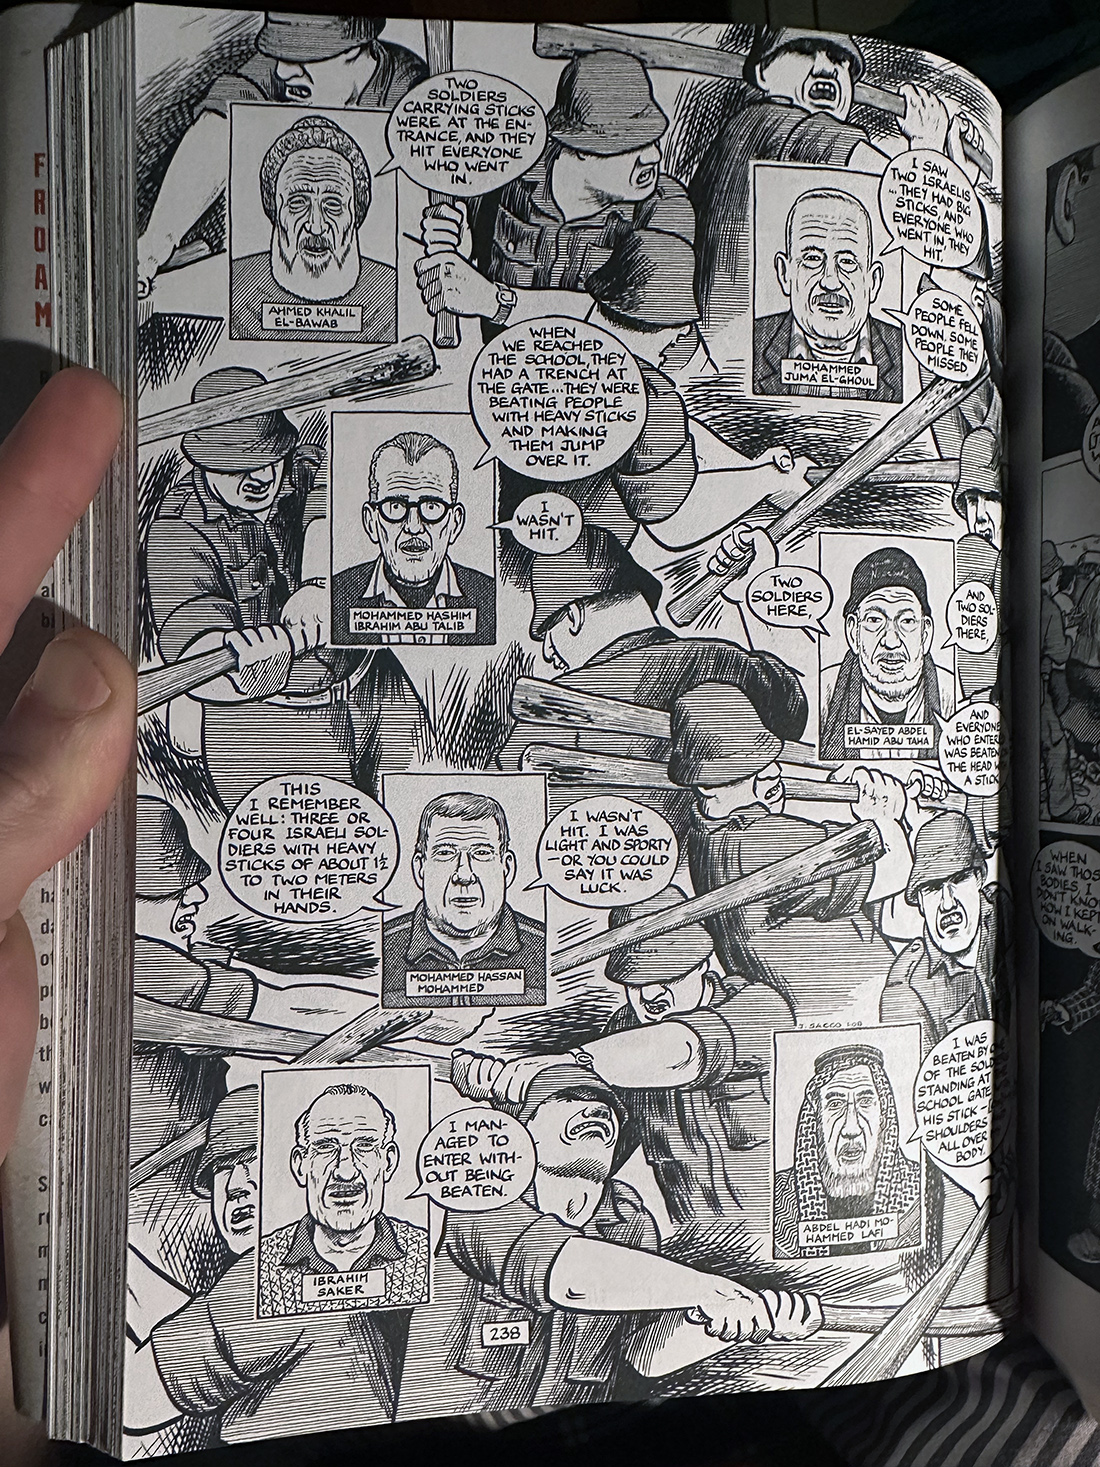 TWO
SOLDIERS
CARRYING STICKS
WERE AT THE EN-
TRANCE, AND THEY
HIT EVERYONE
WHO WENT
IN.
AHMED KHALIL
EL-BAWAB
I SAW
TWO ISRAELIS
...THEY HAD BIG
STICKS, AND
EVERYONE WHO
WENT IN, THEY
HIT.
SOME
PEOPLE FELL
DOWN. SOME
PEOPLE THEY
MISSED.
MOHAMMED
JUMA EL-GHOUL
WHEN
WE REACHED
THE SCHOOL, THEY
HAD A TRENCH AT
THE GATE...THEY WERE
BEATING PEOPLE
WITH HEAVY STICKS
AND MAKING
THEM JUMP
OVER IT.
I
WASN'T
HIT.
MOHAMMED HASHIM
IBRAHIM ABU TALIB
TWO
SOLDIERS
HERE,
AND
TWO SOL-
DIERS
THERE,
AND
EVERYONE
WHO ENTER
WAS BEATEN
THE HEAD
A STICK
EL-SAYED ABDEL
HAMID ABU TAHA
THIS
I REMEMBER
WELL: THREE OR
FOUR ISRAELI SOL-
DIERS WITH HEAVY
STICKS OF ABOUT 1½
TO TWO METERS
IN THEIR
HANDS.
I WASN'T
HIT. I WAS
LIGHT AND SPORTY
—OR YOU COULD
SAY IT WAS
LUCK.
MOHAMMED HASSAN
MOHAMMED
J. SACCO
I MAN-
AGED TO
ENTER WITH-
OUT BEING
BEATEN.
IBRAHIM
SAKER
I WAS
BEATEN BY
OF THE SOLD
STANDING AT
SCHOOL GATE
HIS STICK -
SHOULDERS
ALL OVER
BODY.
ABDEL HADI MO-
HAMMED LAFI
238
WHEN
I SAW THOS
BODIES, I
DIDN'T KNO
HOW I KEPT
ON WALK-
ING.
FROAM